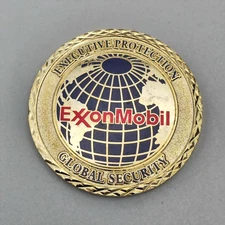 EXECUTIVE PROTECTION
ExxonMobil
GLOBAL SECURITY